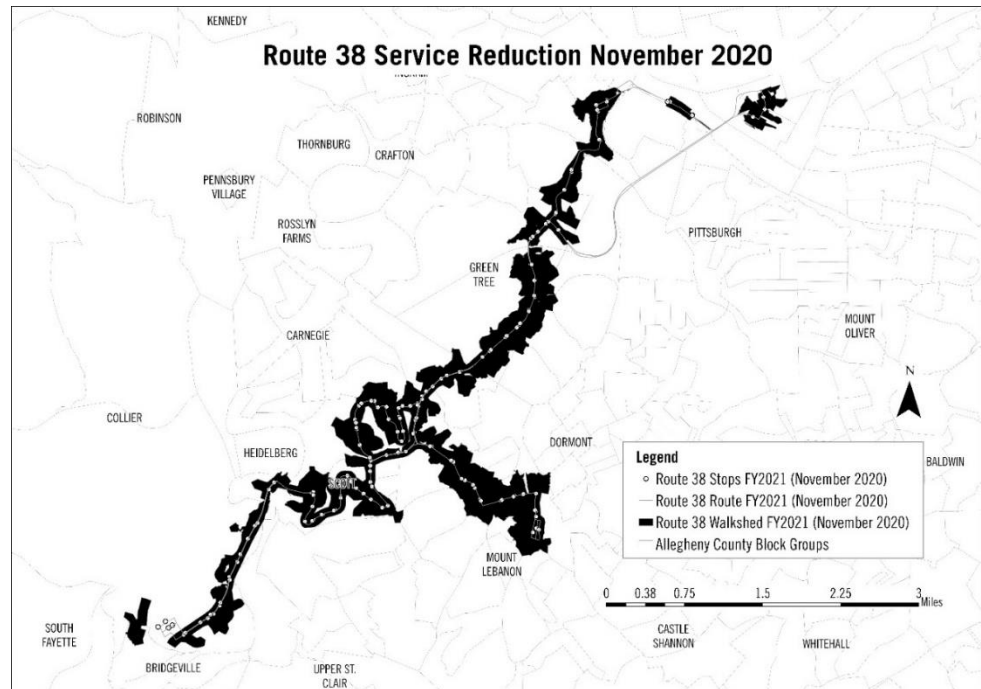 KENNEDY
Route 38 Service Reduction November 2020
ROBINSON
THORNBURG
CRAFTON
PENNSBURY
VILLAGE
ROSSLYN
FARMS
PITTSBURGH
GREEN
TREE
MOUNT
OLIVER
CARNEGIE
N
COLLIER
HEIDELBERG
DORMONT
BALDWIN
SCOTT
Legend
Route 38 Stops FY2021 (November 2020)
Route 38 Route FY2021 (November 2020)
Route 38 Walkshed FY2021 (November 2020)
Allegheny County Block Groups
MOUNT
LEBANON
0 0.38 0.75 1.5 2.25 3
Miles
SOUTH
FAYETTE
CASTLE
SHANNON
WHITEHALL
BRIDGEVILLE
UPPER ST.
CLAIR